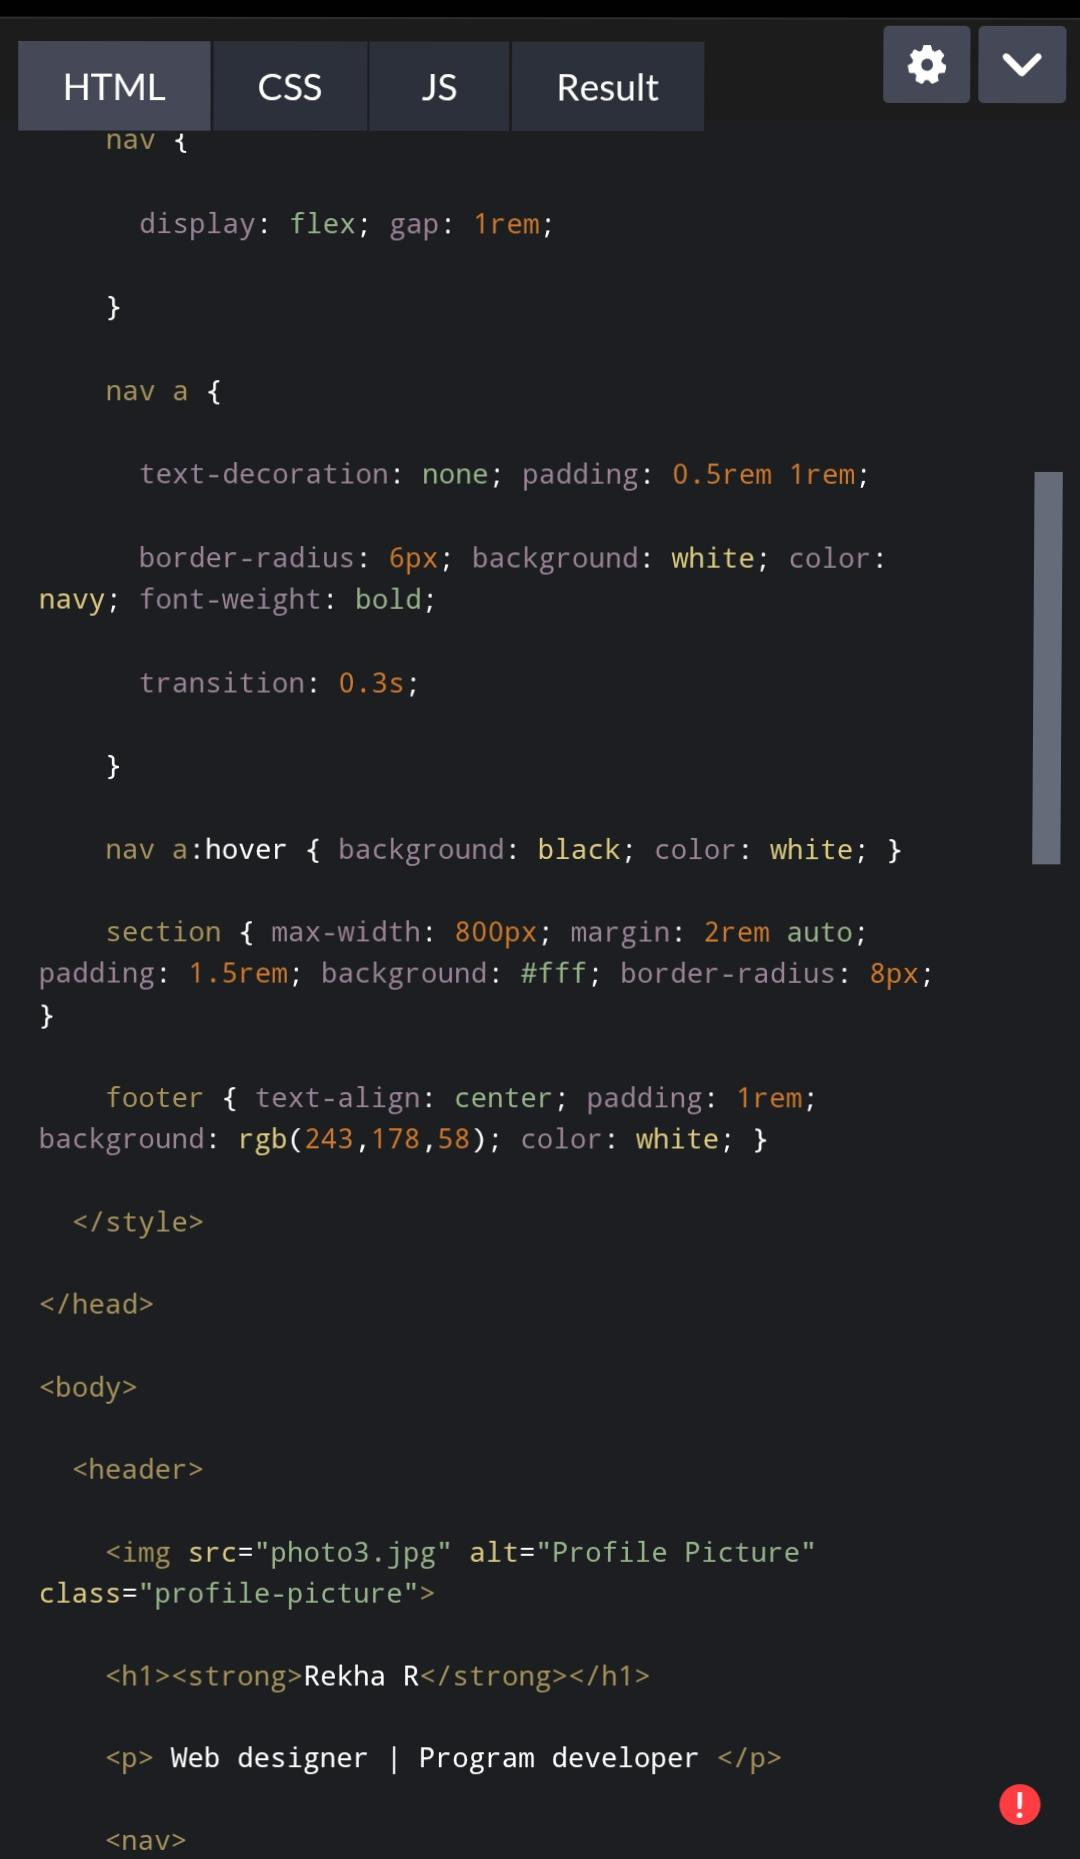 HTML CSS JS Result
nav {
display: flex; gap: 1rem;
}
nav a {
text-decoration: none; padding: 0.5rem 1rem;
border-radius: 6px; background: white; color:
navy; font-weight: bold;
transition: 0.3s;
}
nav a:hover { background: black; color: white; }
section { max-width: 800px; margin: 2rem auto;
padding: 1.5rem; background: #fff; border-radius: 8px;
}
footer { text-align: center; padding: 1rem;
background: rgb(243,178,58); color: white; }
</style>
</head>
<body>
<header>
<img src="photo3.jpg" alt="Profile Picture"
class="profile-picture">
<h1><strong>Rekha R</strong></h1>
<p> Web designer | Program developer </p>
<nav>